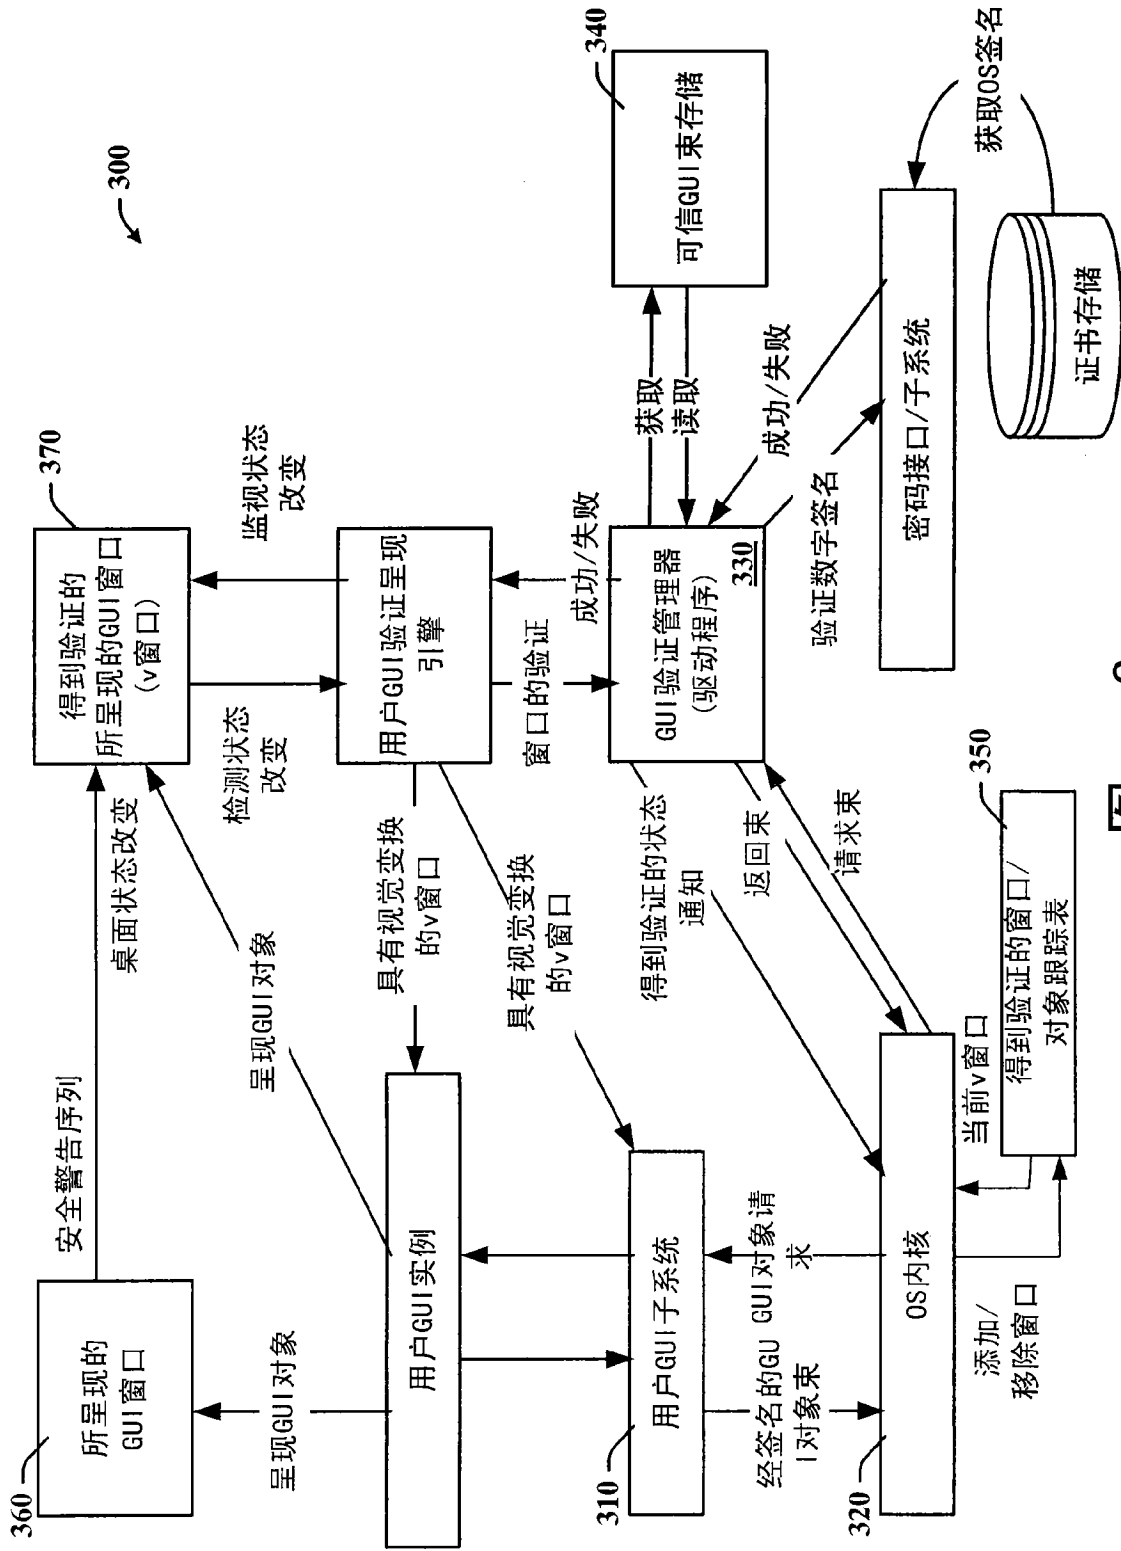 300
360
所呈现的
GUI窗口
安全警告序列
桌面状态改变
370
得到验证的
所呈现的GUI窗口
(v窗口)
呈现GUI对象
呈现GUI对象
检测状态
改变
监视状态
改变
用户GUI实例
具有视觉变换
的v窗口
用户GUI验证呈现
引擎
具有视觉变换
的v窗口
窗口的验证
成功/失败
310
用户GUI子系统
得到验证的状态
通知
返回束
请求束
GUI验证管理器
(驱动程序)
330
获取
读取
340
可信GUI束存储
经签名的GU
I对象束
GUI对象请
求
验证数字签名
成功/失败
320
OS内核
密码接口/子系统
获取OS签名
添加/
移除窗口
当前v窗口
350
得到验证的窗口/
对象跟踪表
证书存储